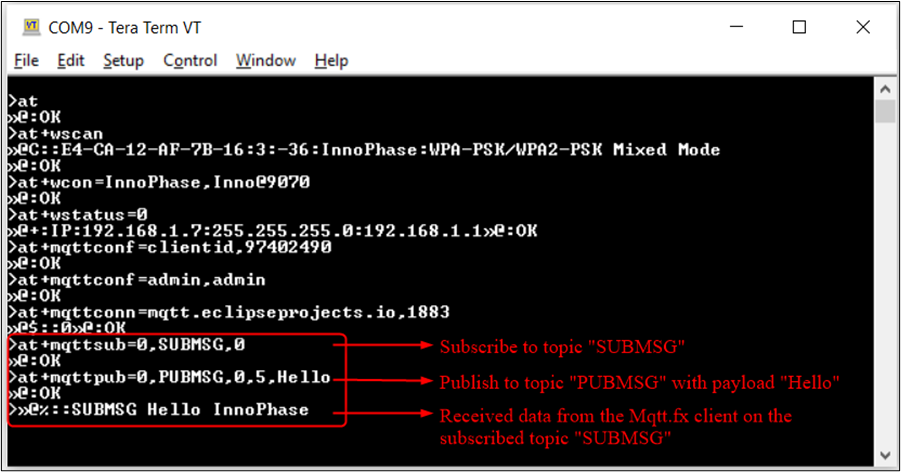 COM9 - Tera Term VT
File Edit Setup Control Window Help
>at
»@:OK
>at+wscan
»@C::E4-CA-12-AF-7B-16:3:-36:InnoPhase:WPA-PSK/WPA2-PSK Mixed Mode
»@:OK
>at+wcon=InnoPhase,Inno@9070
»@:OK
>at+wstatus=0
»@+:IP:192.168.1.7:255.255.255.0:192.168.1.1»@:OK
>at+mqttconf=clientid,97402490
»@:OK
>at+mqttconf=admin,admin
»@:OK
>at+mqttconn=mqtt.eclipseprojects.io,1883
»@$::0»@:OK
>at+mqttsub=0,SUBMSG,0
Subscribe to topic "SUBMSG"
»@:OK
>at+mqttpub=0,PUBMSG,0,5,Hello
Publish to topic "PUBMSG" with payload "Hello"
»@:OK
>»@%::SUBMSG Hello InnoPhase
Received data from the Mqtt.fx client on the
subscribed topic "SUBMSG"